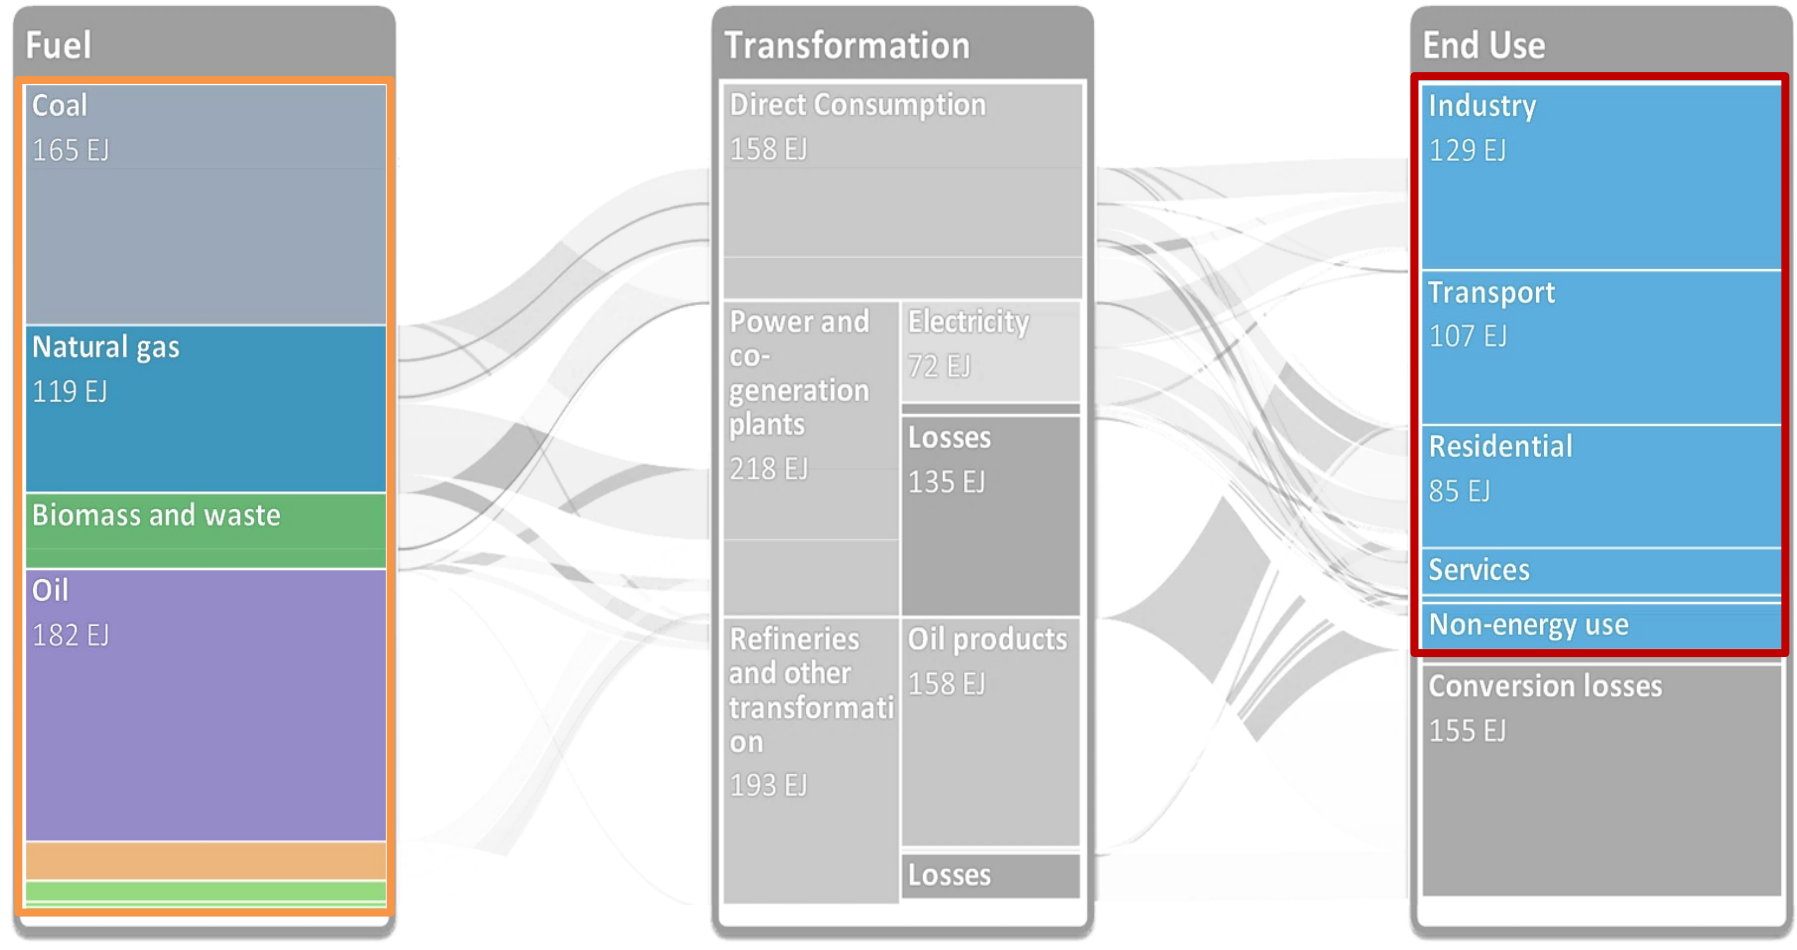 Fuel
Coal
165 EJ
Natural gas
119 EJ
Biomass and waste
Oil
182 EJ
Transformation
Direct Consumption
158 EJ
Power and
co-
generation
plants
218 EJ
Electricity
72 EJ
Losses
135 EJ
Refineries
and other
transformati
on
193 EJ
Oil products
158 EJ
Losses
End Use
Industry
129 EJ
Transport
107 EJ
Residential
85 EJ
Services
Non-energy use
Conversion losses
155 EJ